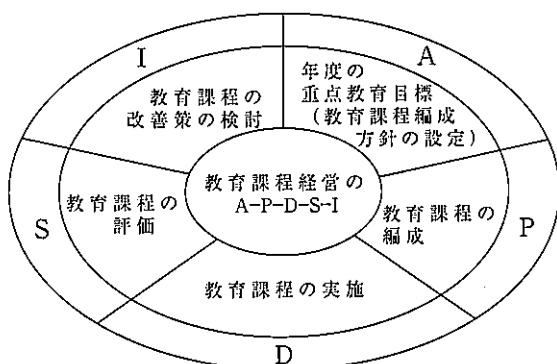 I
A
教育課程の
改善策の検討
年度の
重点教育目標
(教育課程編成
方針の設定)
教育課程経営の
A-P-D-S-I
S
教育課程の
評価
教育課程の
編成
P
教育課程の実施
D